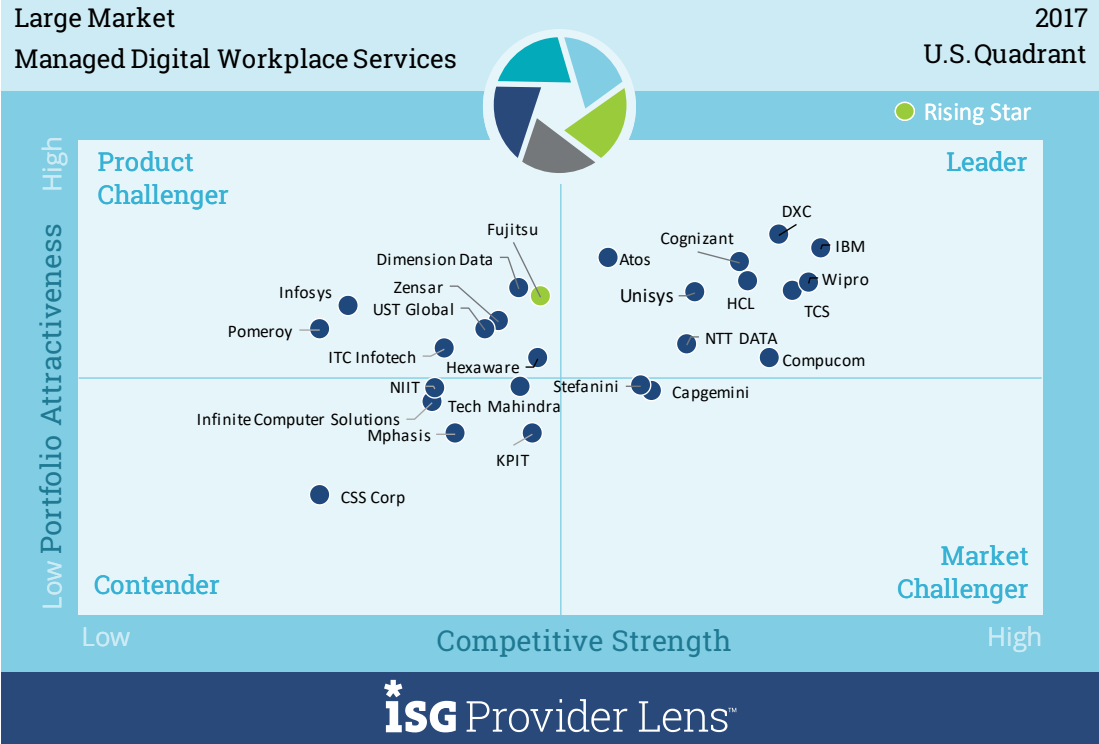 Large Market
2017
Managed Digital Workplace Services
U.S. Quadrant
Rising Star
High
Portfolio Attractiveness
Low
Product
Challenger
Leader
DXC
Fujitsu
Cognizant
IBM
Dimension Data
Atos
Wipro
Zensar
Infosys
Unisys
HCL
UST Global
TCS
Pomeroy
NTT DATA
ITC Infotech
Compucom
Hexaware
NIIT
Stefanini
Capgemini
Tech Mahindra
Infinite Computer Solutions
Mphasis
KPIT
CSS Corp
Contender
Market
Challenger
Low
Competitive Strength
High
ISG Provider Lens™